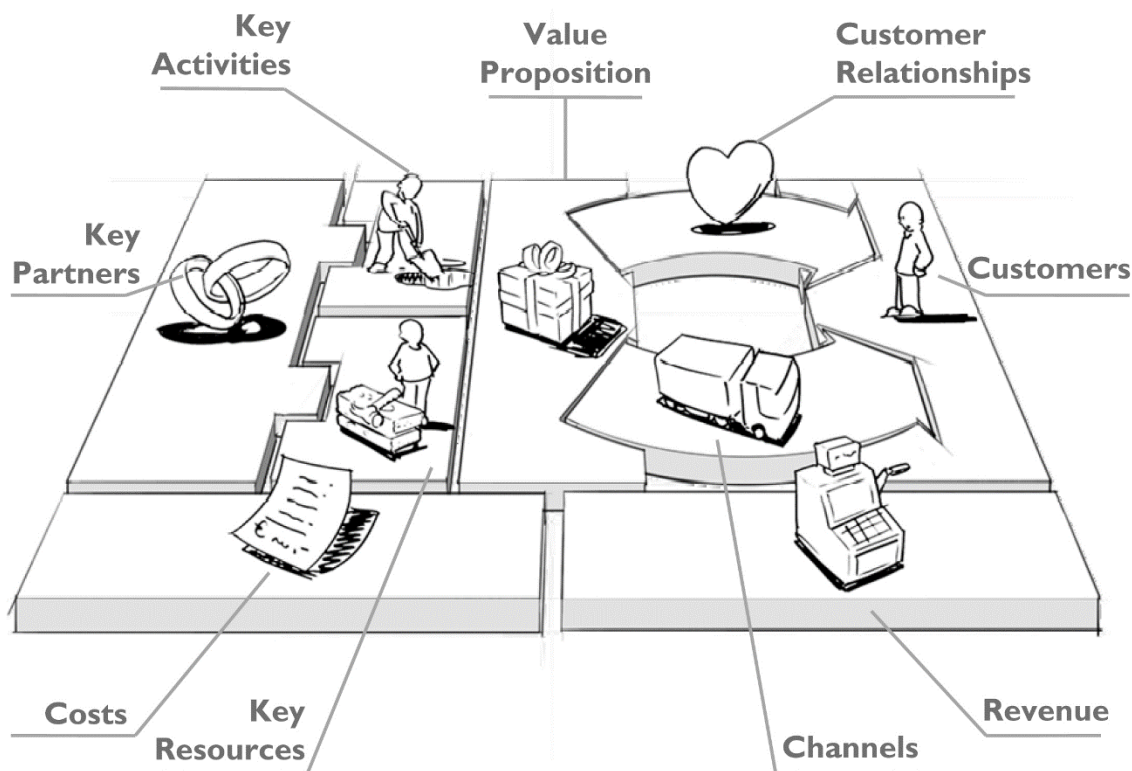 Key
Activities
Value
Proposition
Customer
Relationships
Key
Partners
Customers
Costs
Key
Resources
Channels
Revenue